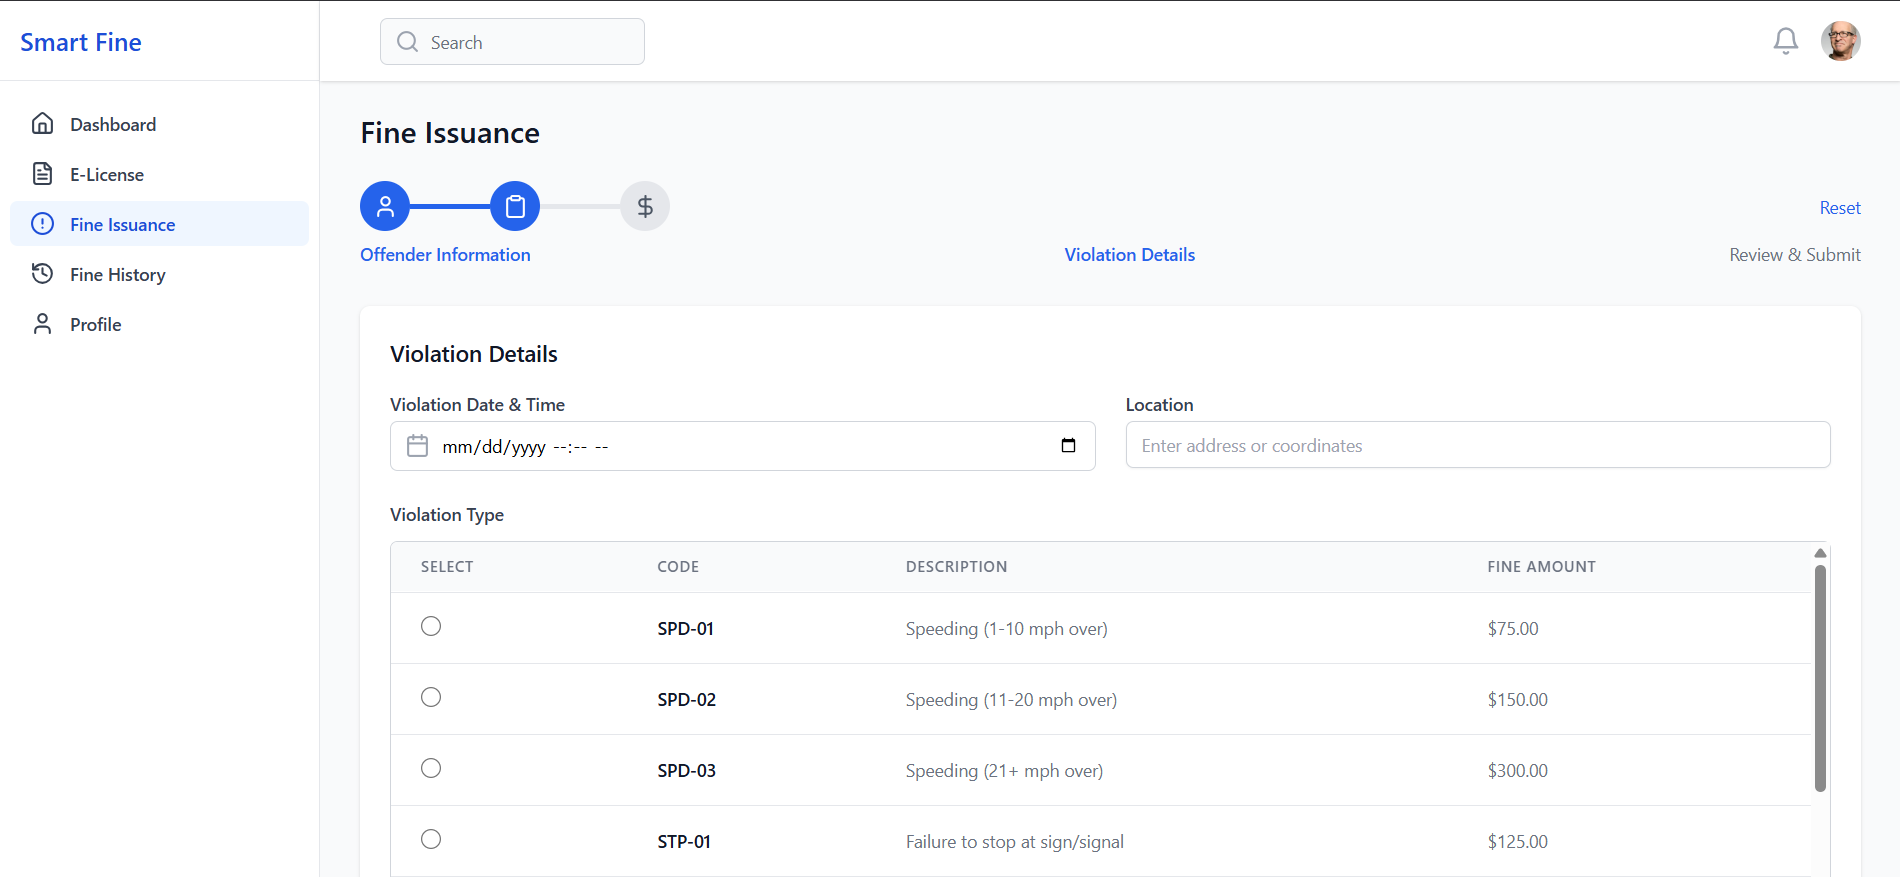 Smart Fine
Search
Dashboard
E-License
Fine Issuance
Fine History
Profile
Fine Issuance
$
Reset
Offender Information
Violation Details
Review & Submit
Violation Details
Violation Date & Time
Location
mm/dd/yyyy --:-- --
Enter address or coordinates
Violation Type
SELECT CODE DESCRIPTION FINE AMOUNT
SPD-01 Speeding (1-10 mph over) $75.00
SPD-02 Speeding (11-20 mph over) $150.00
SPD-03 Speeding (21+ mph over) $300.00
STP-01 Failure to stop at sign/signal $125.00